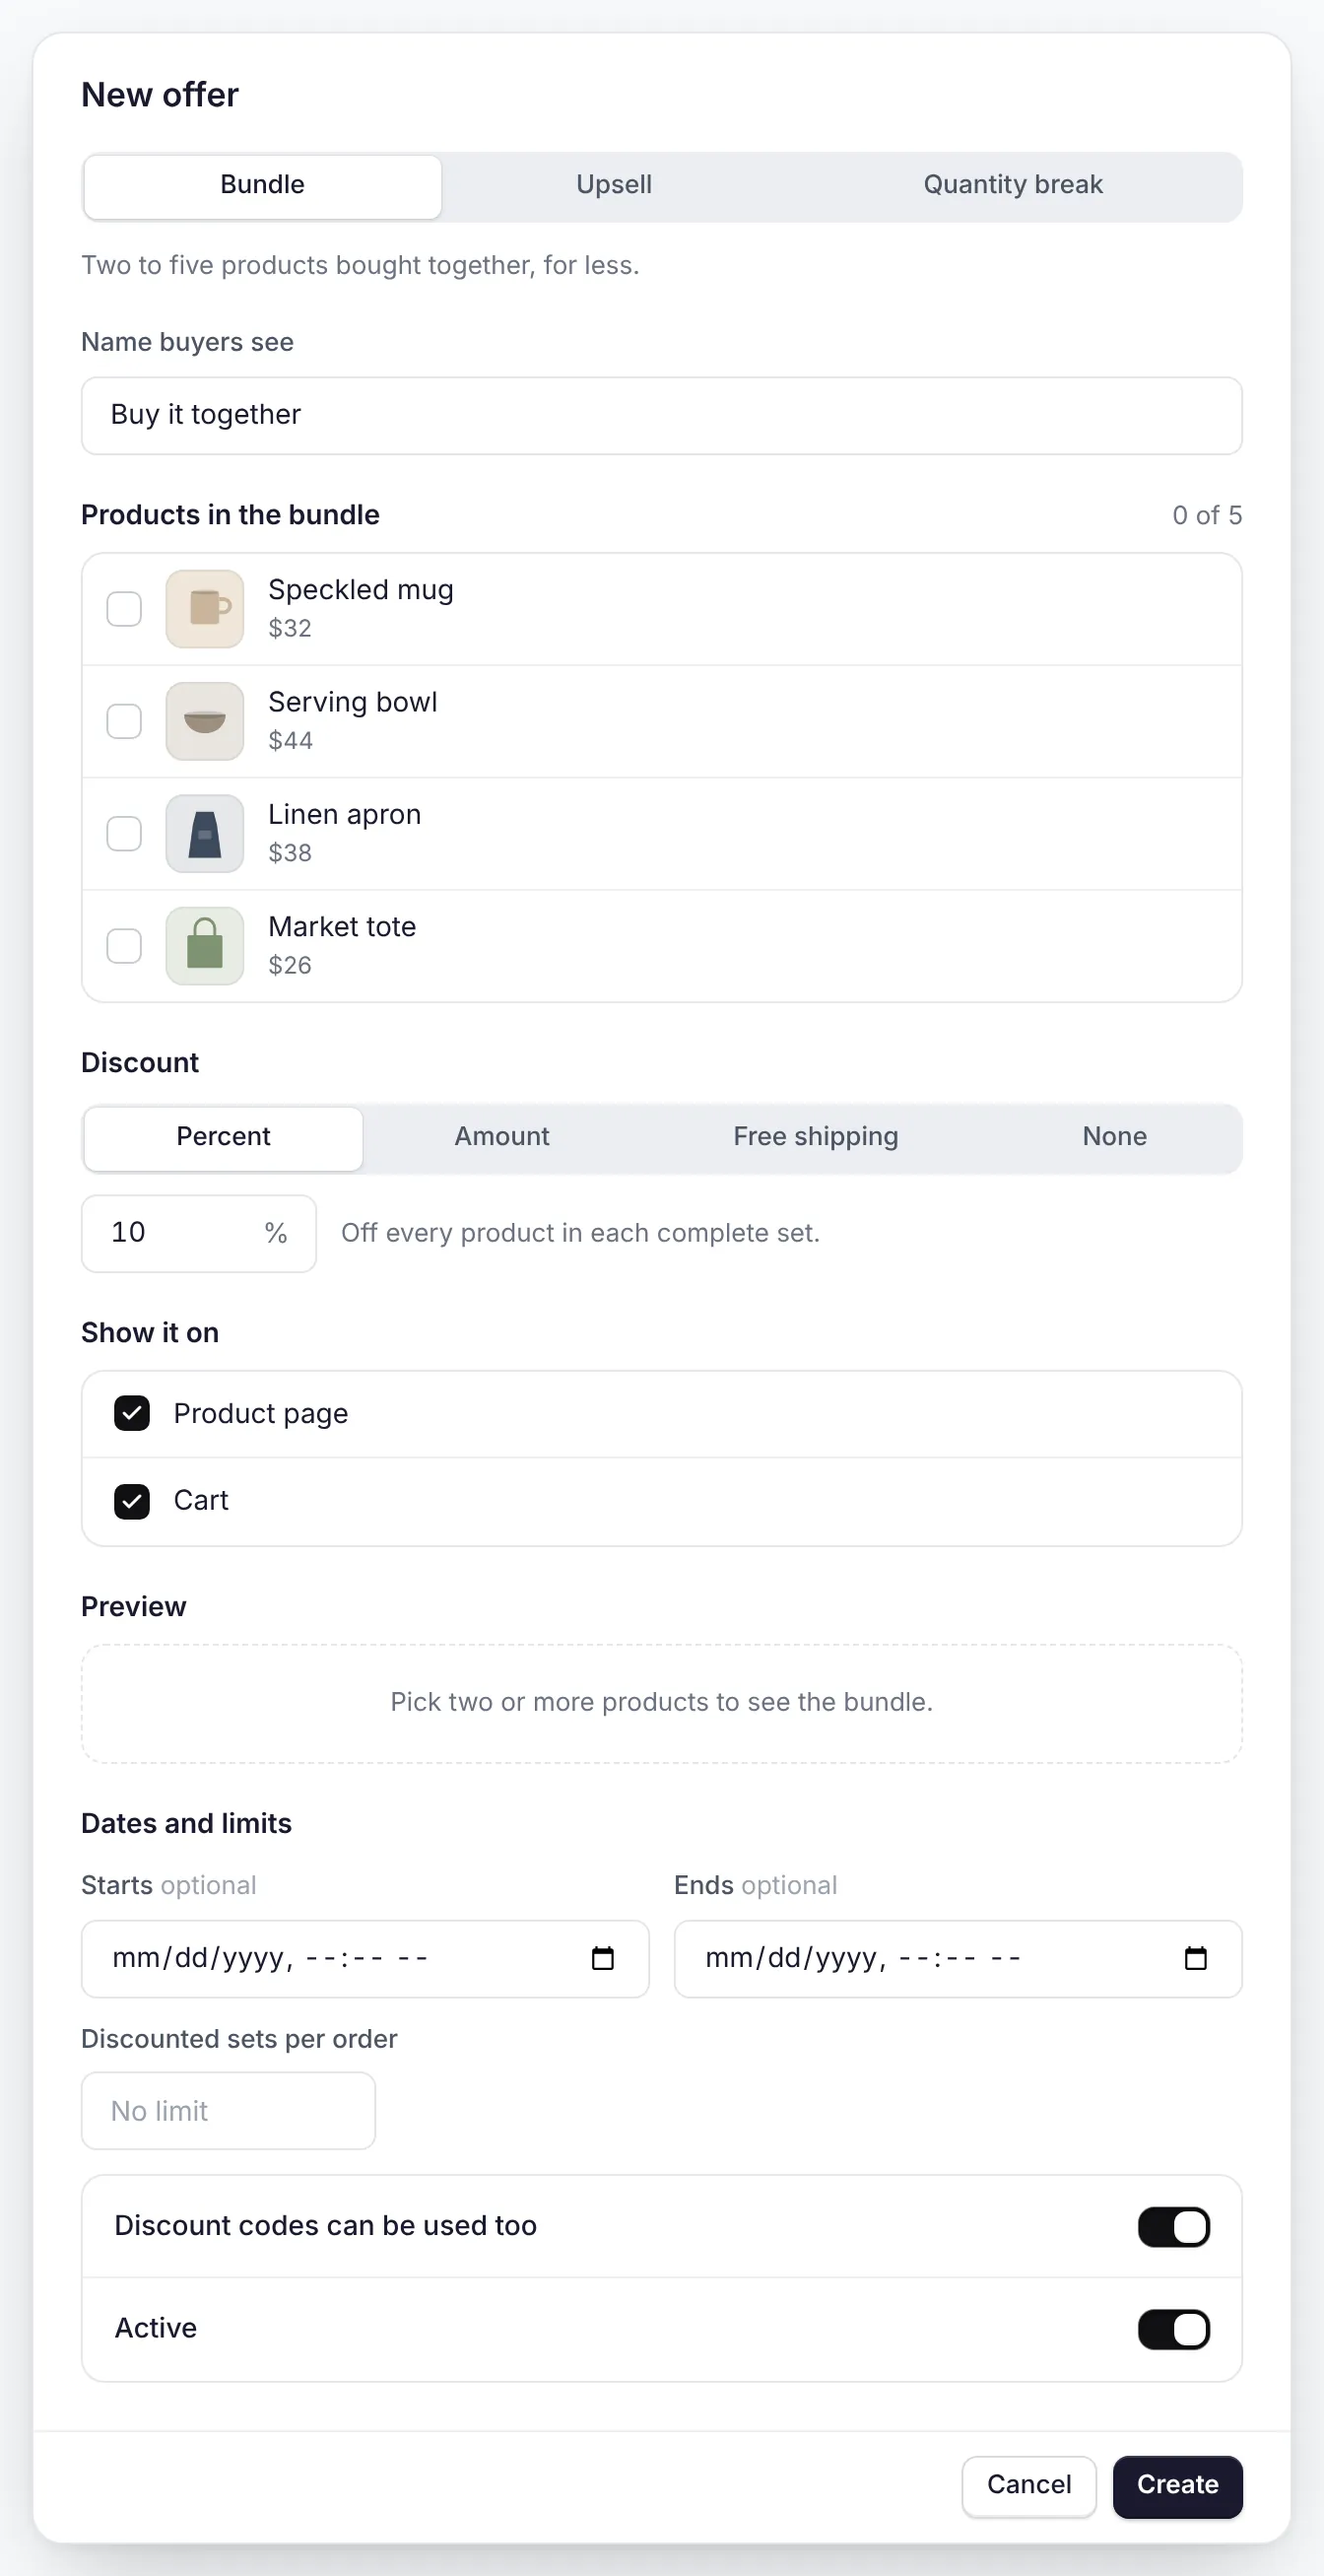 New offer
Bundle Upsell Quantity break
Two to five products bought together, for less.
Name buyers see
Buy it together
Products in the bundle 0 of 5
Speckled mug
$32
Serving bowl
$44
Linen apron
$38
Market tote
$26
Discount
Percent Amount Free shipping None
10 % Off every product in each complete set.
Show it on
Product page
Cart
Preview
Pick two or more products to see the bundle.
Dates and limits
Starts optional Ends optional
mm/dd/yyyy, --:-- -- mm/dd/yyyy, --:-- --
Discounted sets per order
No limit
Discount codes can be used too
Active
Cancel Create